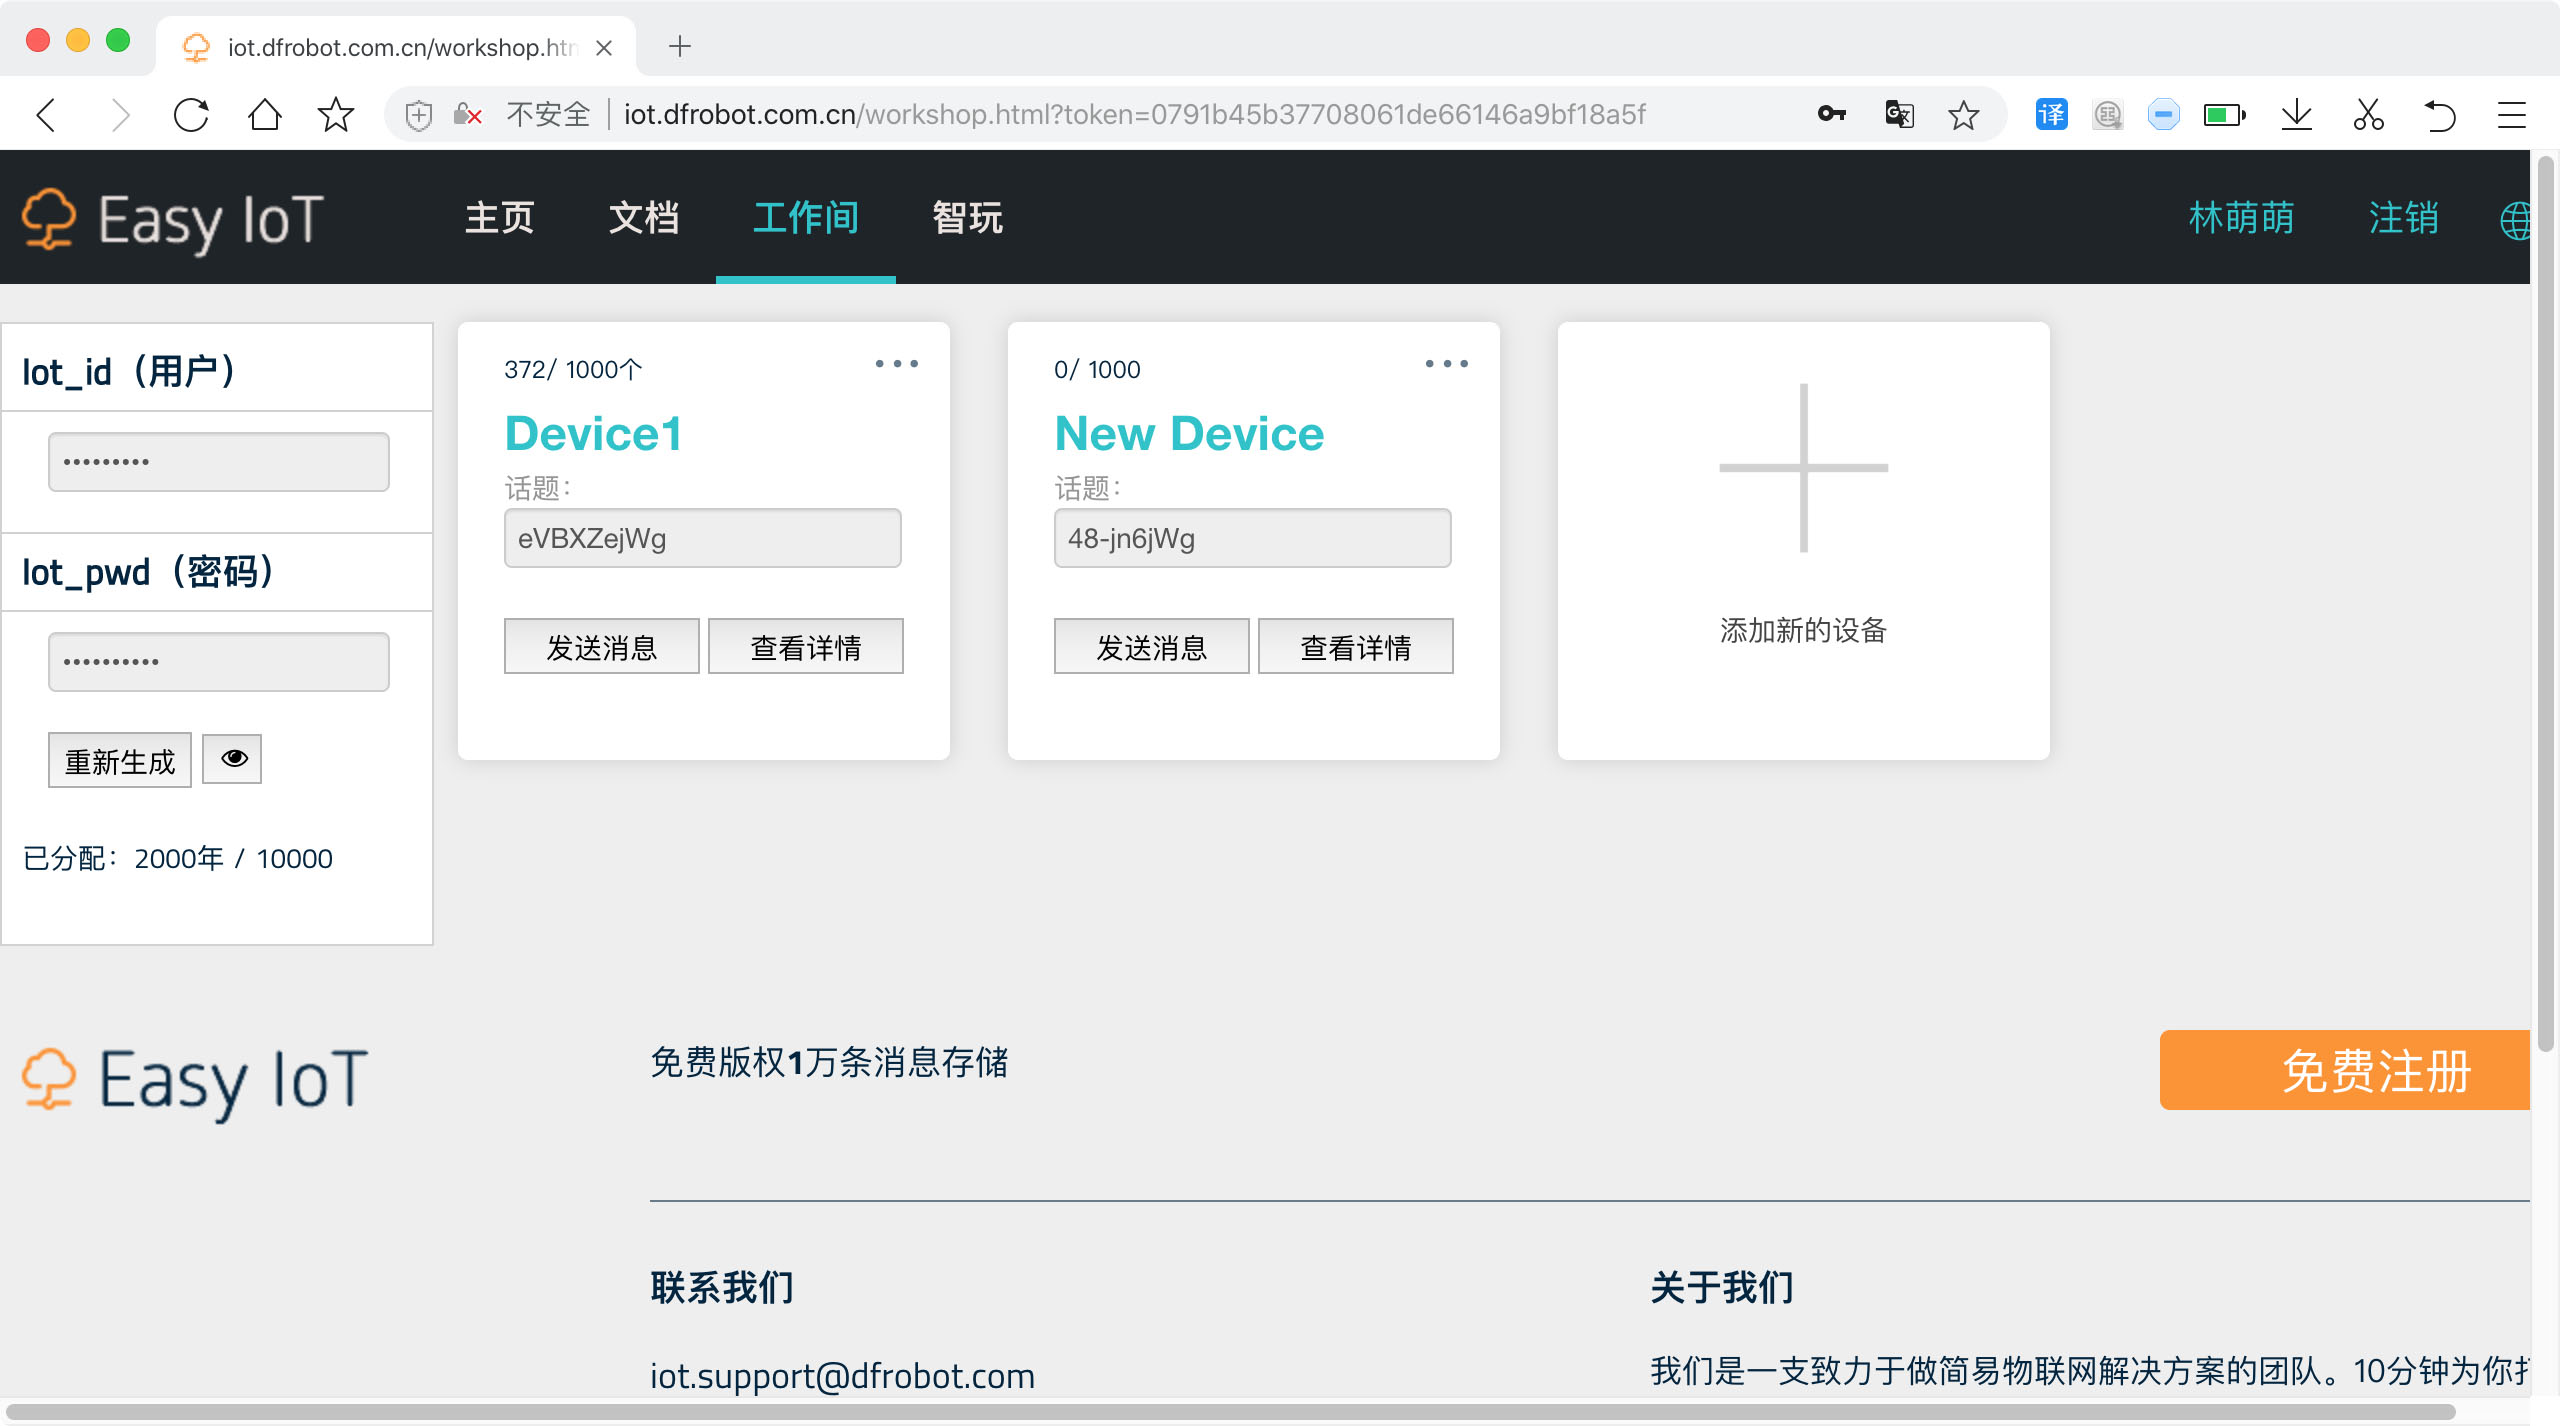 iot.dfrobot.com.cn/workshop.htm
不安全 iot.dfrobot.com.cn/workshop.html?token=0791b45b37708061de66146a9bf18a5f
译
Easy IoT 主页 文档 工作间 智玩 林萌萌 注销
Iot_id（用户）
•••••••••
Iot_pwd（密码）
••••••••••
重新生成
已分配：2000年 / 10000
372/ 1000个
Device1
话题：
eVBXZejWg
发送消息 查看详情
0/ 1000
New Device
话题：
48-jn6jWg
发送消息 查看详情
添加新的设备
Easy IoT
免费版权1万条消息存储
免费注册
联系我们
iot.support@dfrobot.com
关于我们
我们是一支致力于做简易物联网解决方案的团队。10分钟为你打